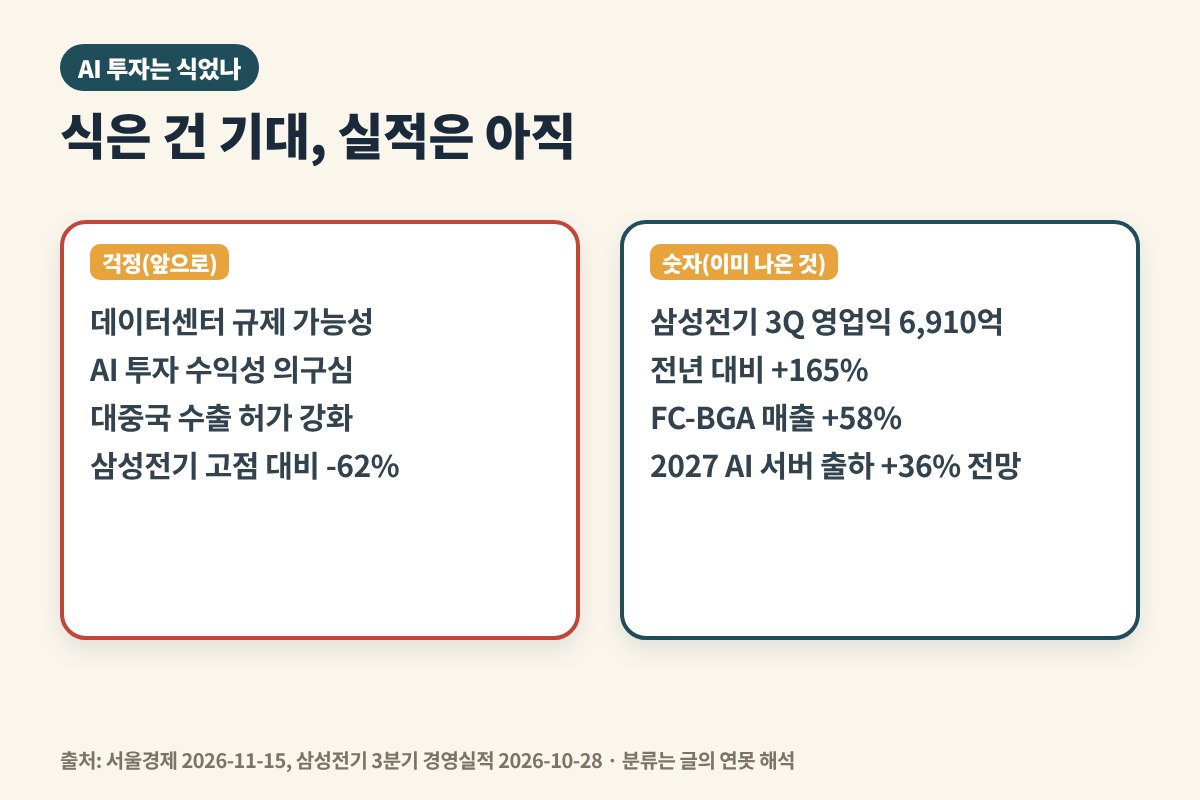 AI 투자는 식었나
식은 건 기대, 실적은 아직
걱정(앞으로)
데이터센터 규제 가능성
AI 투자 수익성 의구심
대중국 수출 허가 강화
삼성전기 고점 대비 -62%
숫자(이미 나온 것)
삼성전기 3Q 영업익 6,910억
전년 대비 +165%
FC-BGA 매출 +58%
2027 AI 서버 출하 +36% 전망
출처: 서울경제 2026-11-15, 삼성전기 3분기 경영실적 2026-10-28 · 분류는 글의 연못 해석